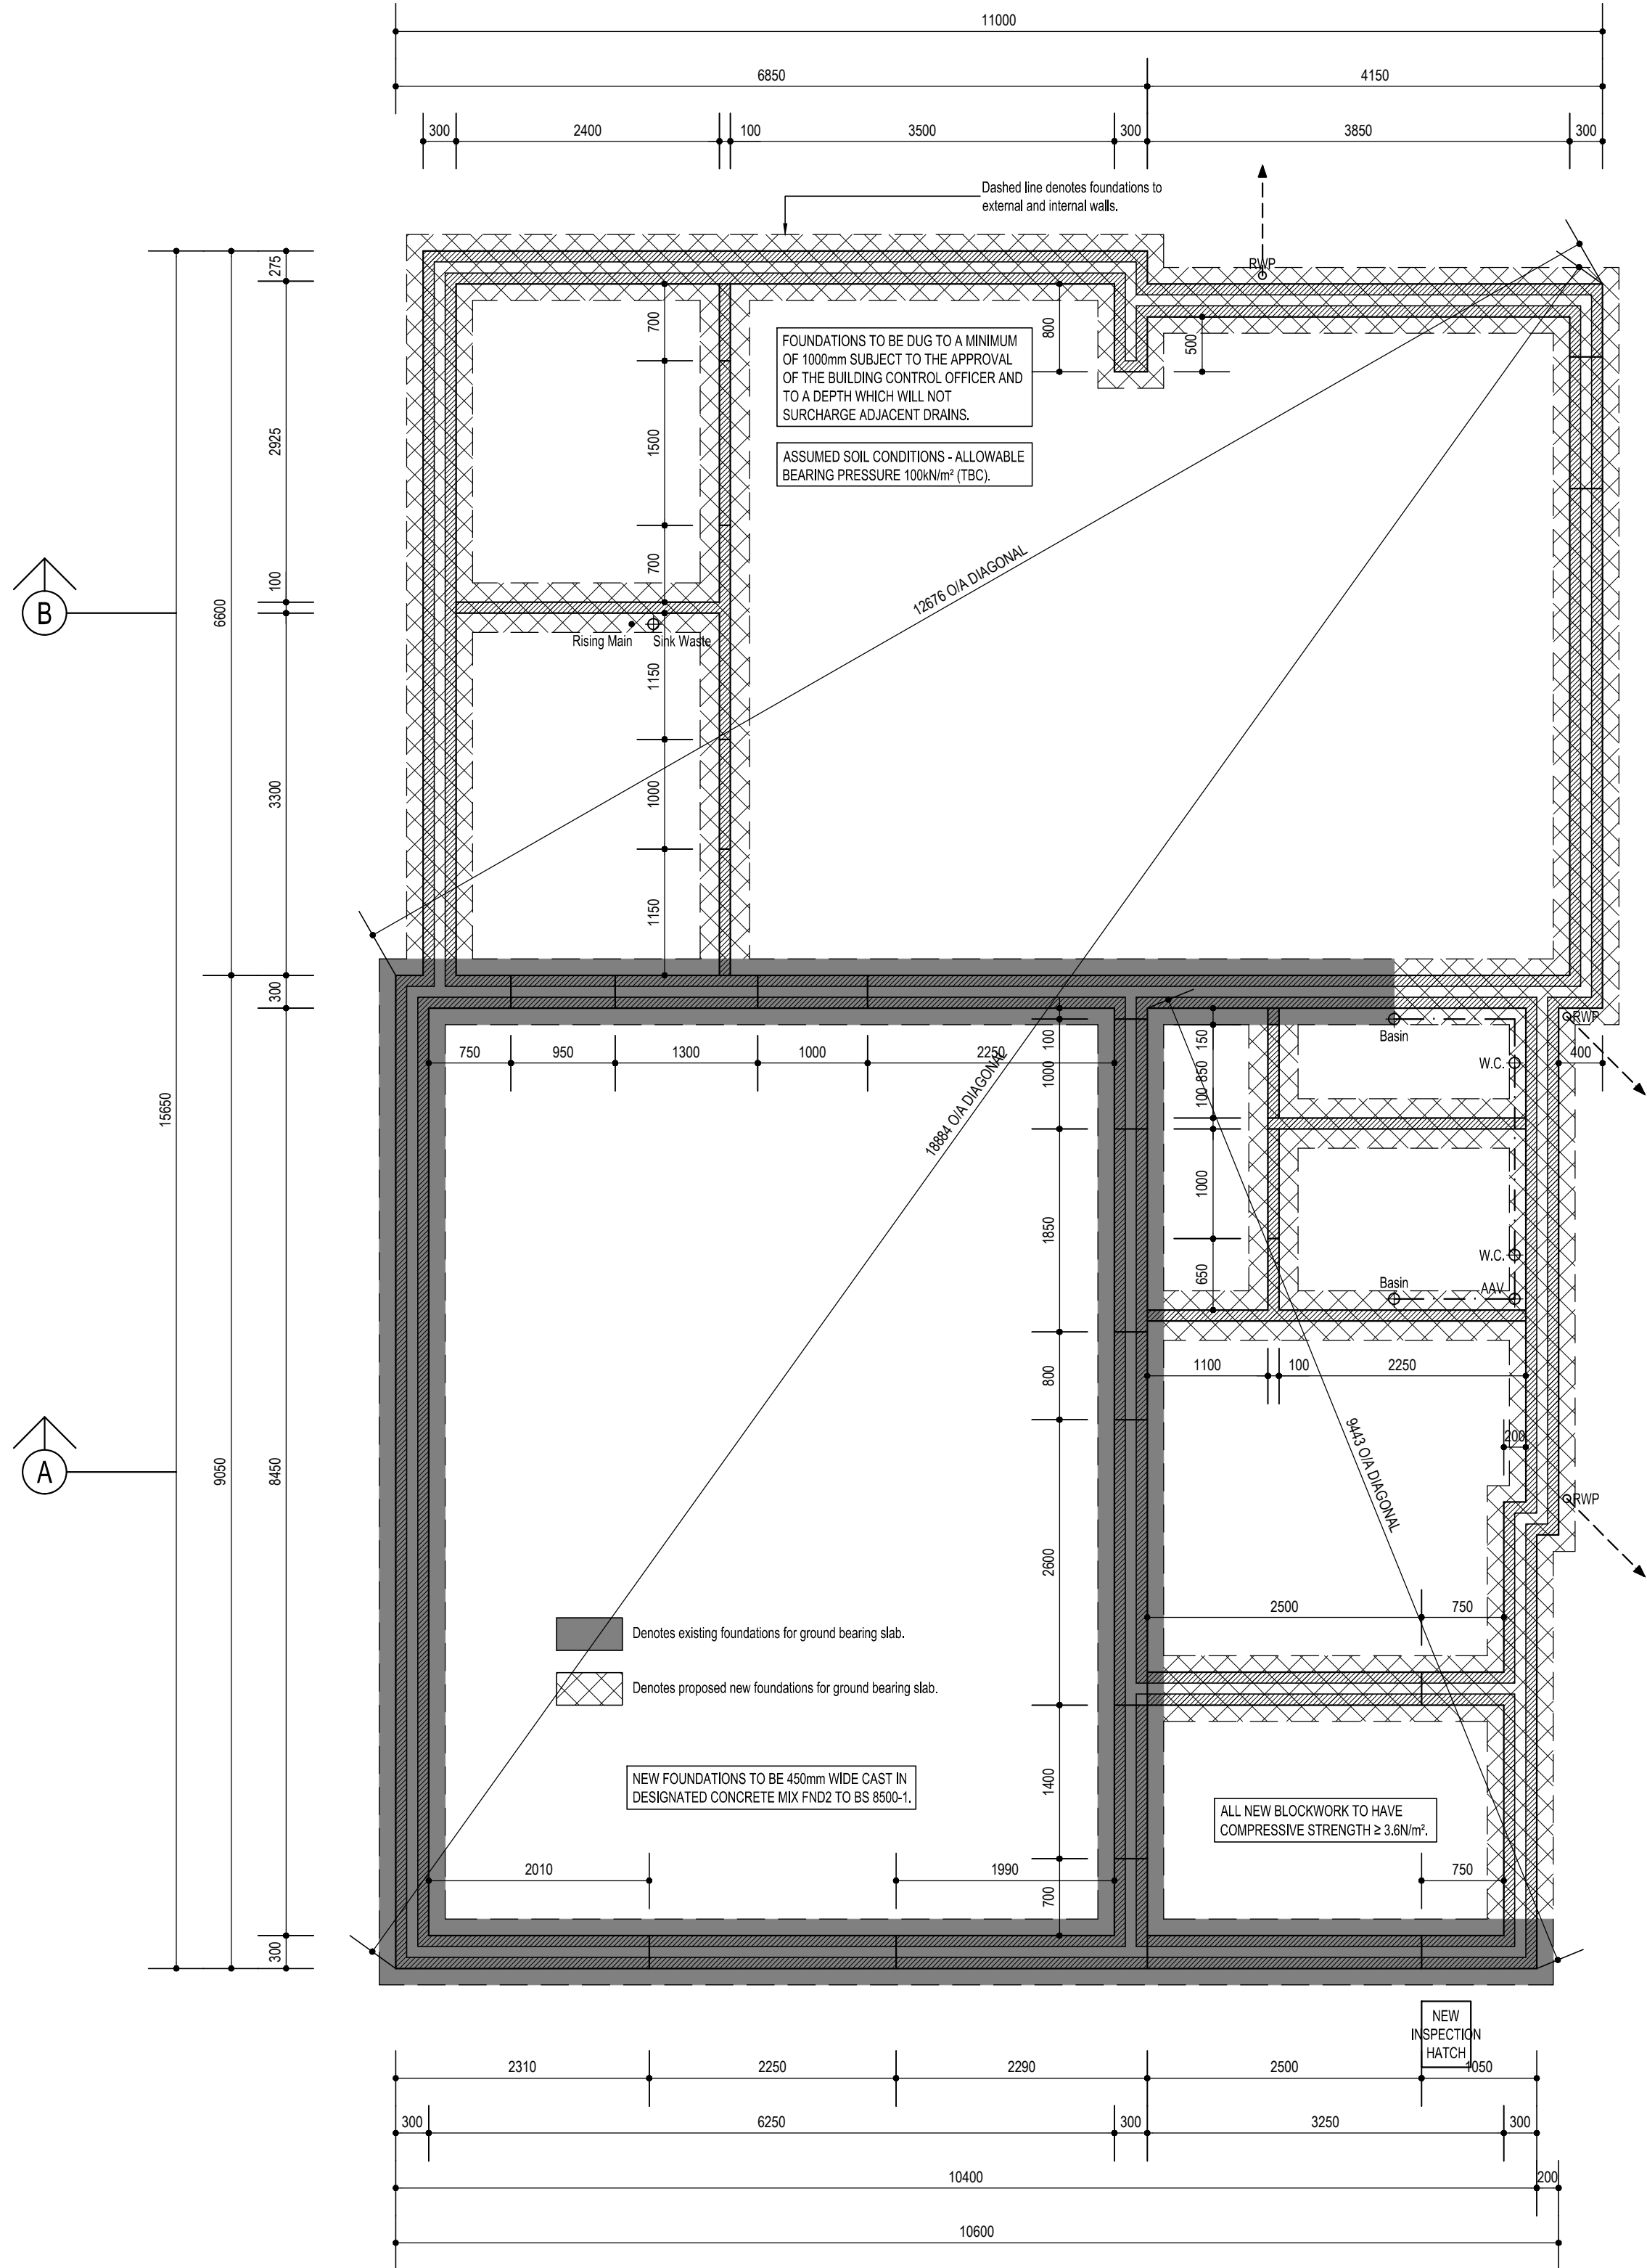 11000
6850
4150
300
2400
100
3500
300
3850
300
Dashed line denotes foundations to
external and internal walls.
RWP
275
2925
100
3300
300
8450
300
6600
9050
15650
B
A
700
1500
700
800
500
FOUNDATIONS TO BE DUG TO A MINIMUM
OF 1000mm SUBJECT TO THE APPROVAL
OF THE BUILDING CONTROL OFFICER AND
TO A DEPTH WHICH WILL NOT
SURCHARGE ADJACENT DRAINS.
ASSUMED SOIL CONDITIONS - ALLOWABLE
BEARING PRESSURE 100kN/m² (TBC).
12676 O/A DIAGONAL
Rising Main
Sink Waste
1150
1000
1150
750
950
1300
1000
2250
18884 O/A DIAGONAL
100
1000
1850
800
2600
1400
700
150
850
100
1000
650
Basin
W.C.
RWP
400
W.C.
Basin
AAV
1100
100
2250
200
9443 O/A DIAGONAL
RWP
2500
750
Denotes existing foundations for ground bearing slab.
Denotes proposed new foundations for ground bearing slab.
NEW FOUNDATIONS TO BE 450mm WIDE CAST IN
DESIGNATED CONCRETE MIX FND2 TO BS 8500-1.
ALL NEW BLOCKWORK TO HAVE
COMPRESSIVE STRENGTH ≥ 3.6N/m².
2010
1990
750
NEW
INSPECTION
HATCH
2310
2250
2290
2500
1050
300
6250
300
3250
300
10400
200
10600